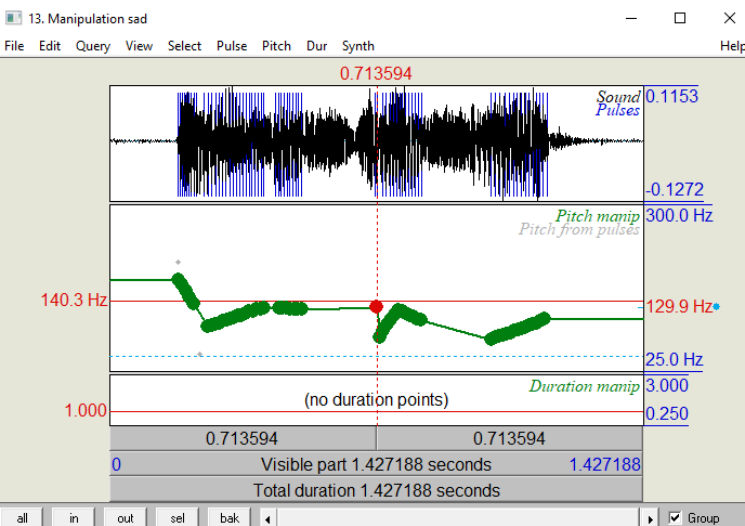 13. Manipulation sad
File Edit Query View Select Pulse Pitch Dur Synth Help
0.713594
Sound 0.1153
Pulses
-0.1272
Pitch manip 300.0 Hz
Pitch from pulses
140.3 Hz 129.9 Hz
25.0 Hz
Duration manip 3.000
(no duration points)
1.000 0.250
0.713594 0.713594
0 Visible part 1.427188 seconds 1.427188
Total duration 1.427188 seconds
all in out sel bak Group